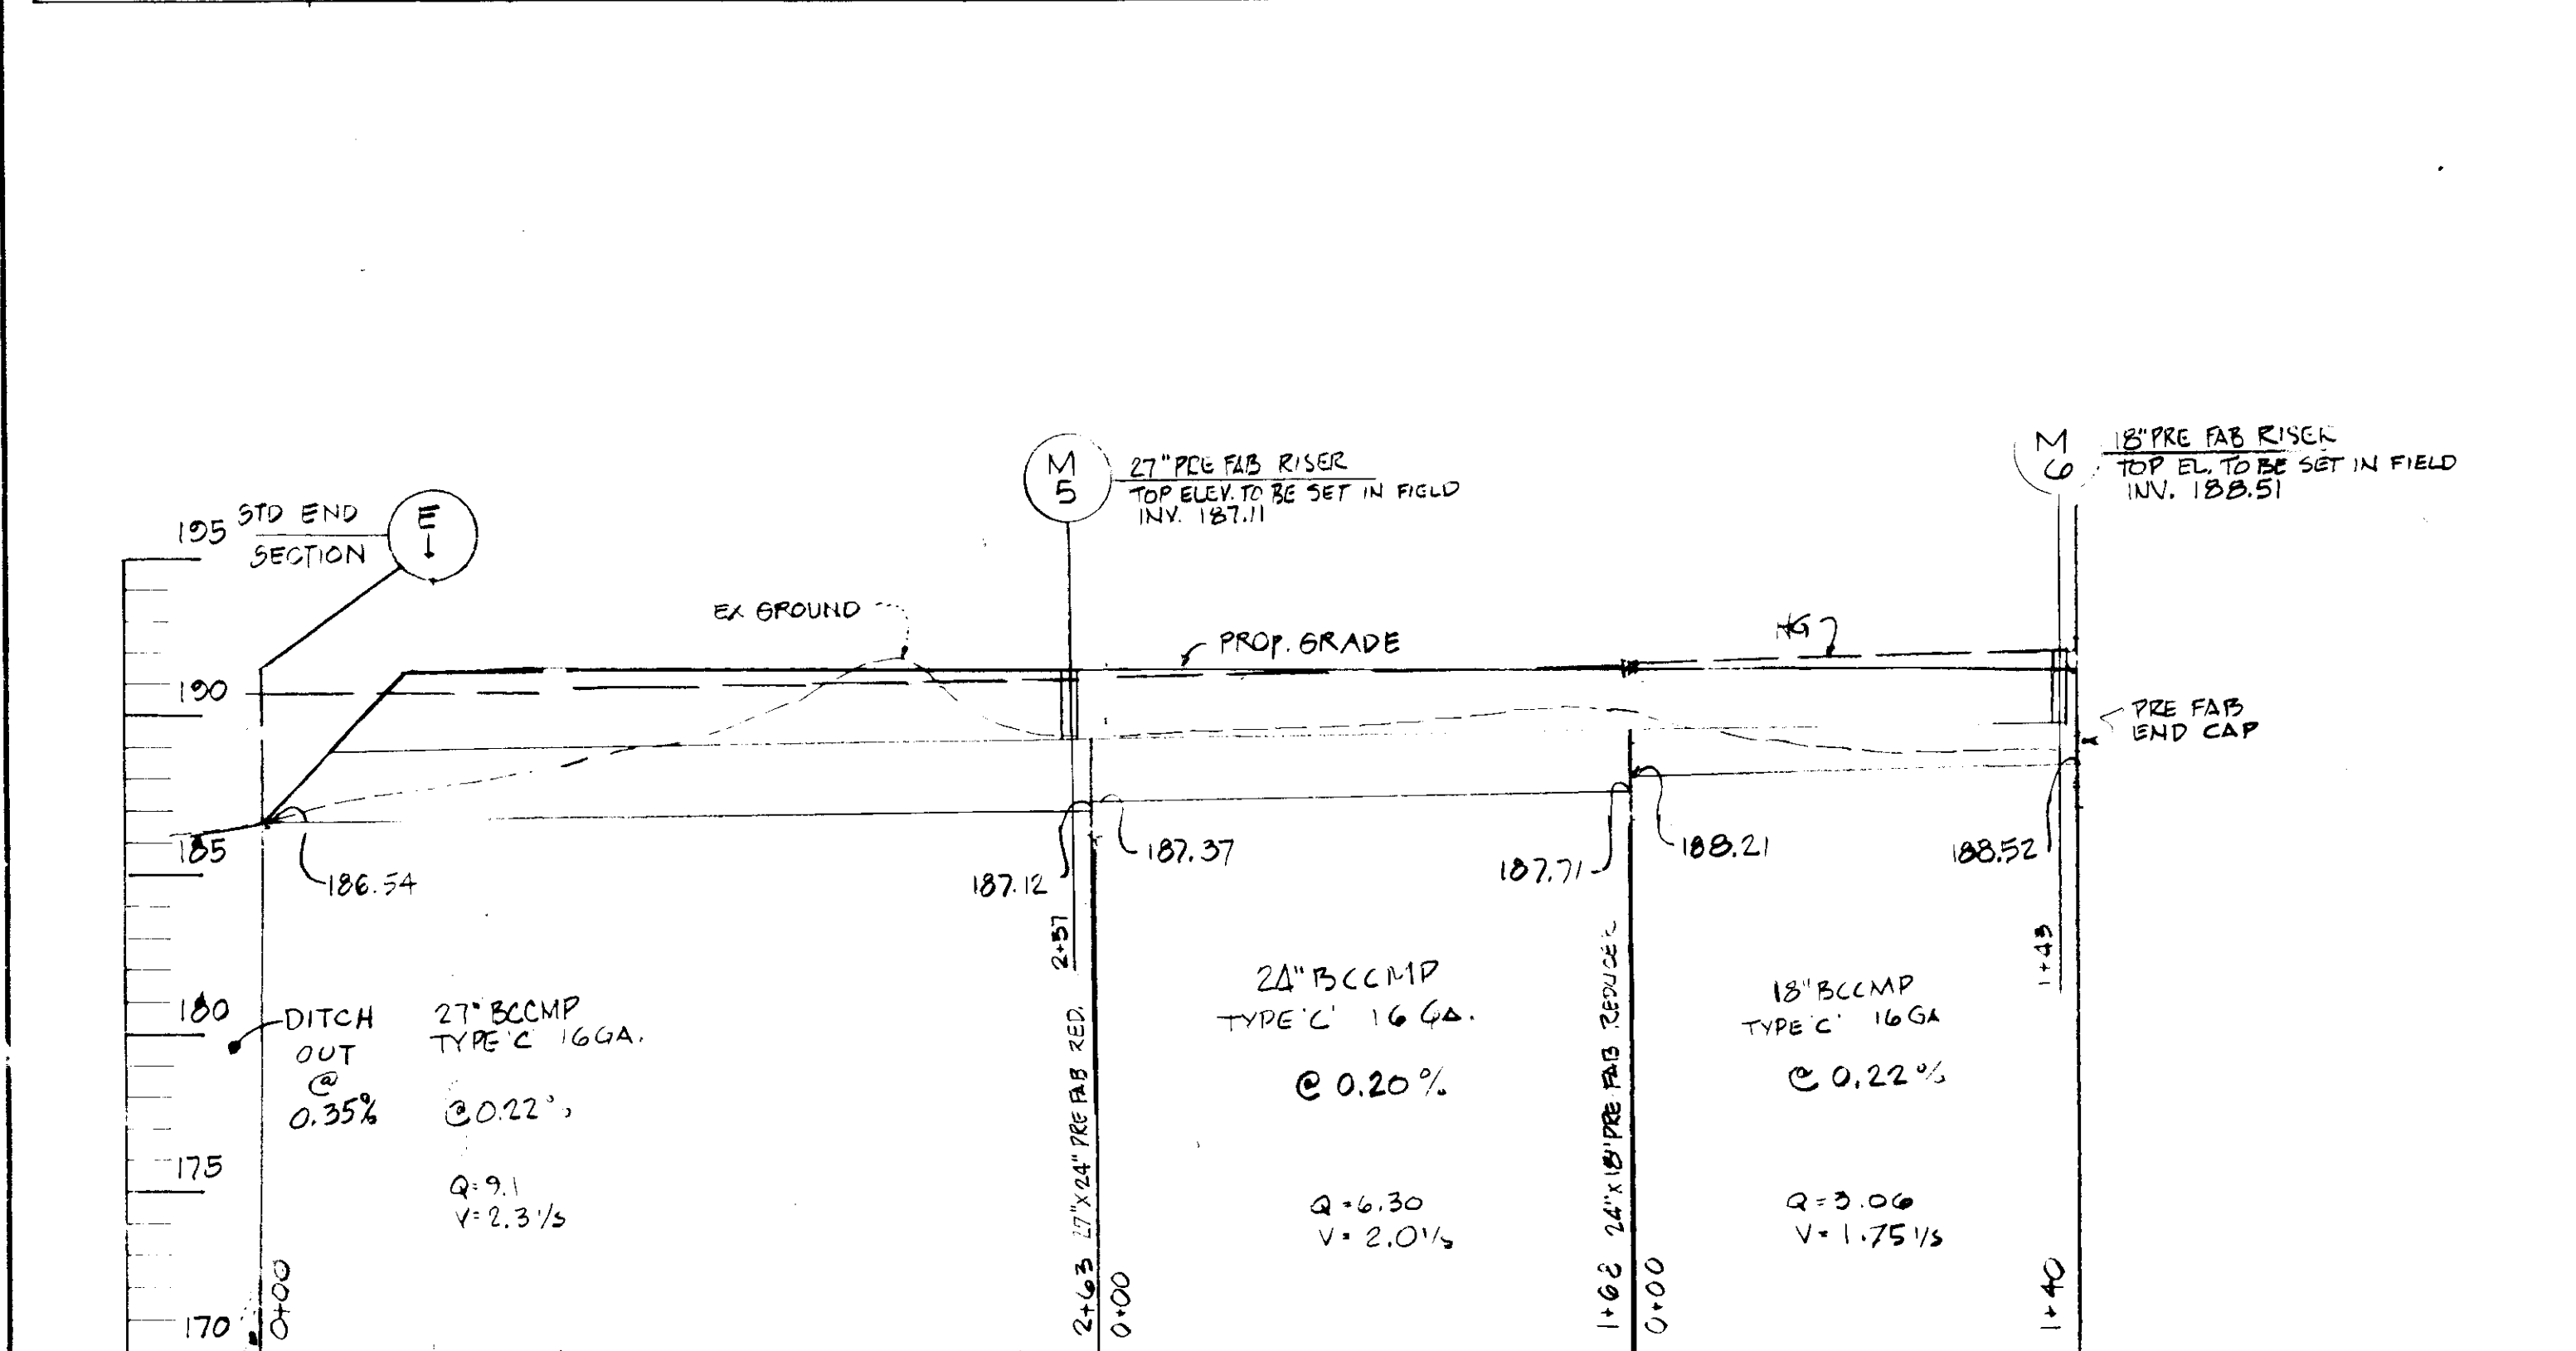 STD END
SECTION
E
1
M
5
27" PRE FAB RISER
TOP ELEV. TO BE SET IN FIELD
INV. 187.11
M
6
18" PRE FAB RISER
TOP EL. TO BE SET IN FIELD
INV. 188.51
195
190
185
180
175
170
EX GROUND
PROP. GRADE
HG
PRE FAB
END CAP
186.54
187.12
187.37
187.71
188.21
188.52
DITCH
OUT
@
0.35%
27" BCCMP
TYPE 'C' 16 GA.
@ 0.22%
Q=9.1
V=2.3'/s
24" BCCMP
TYPE 'C' 16 GA.
@ 0.20%
Q=6.30
V=2.0'/s
18" BCCMP
TYPE 'C' 16 GA
@ 0.22%
Q=3.06
V=1.75'/s
0+00
2+57
2+63 27"x24" PRE FAB RED.
0+00
1+68 24"x18" PRE FAB REDUCER
0+00
1+40